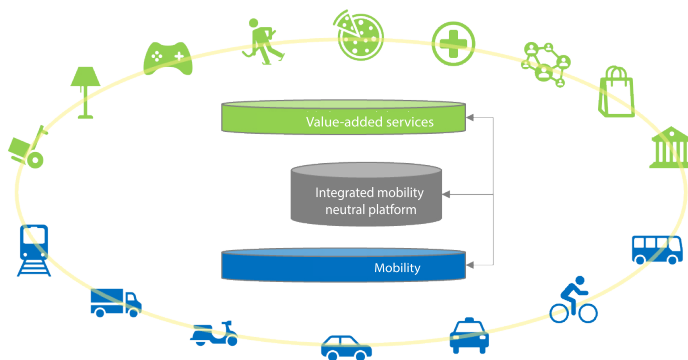 Value-added services
Integrated mobility
neutral platform
Mobility